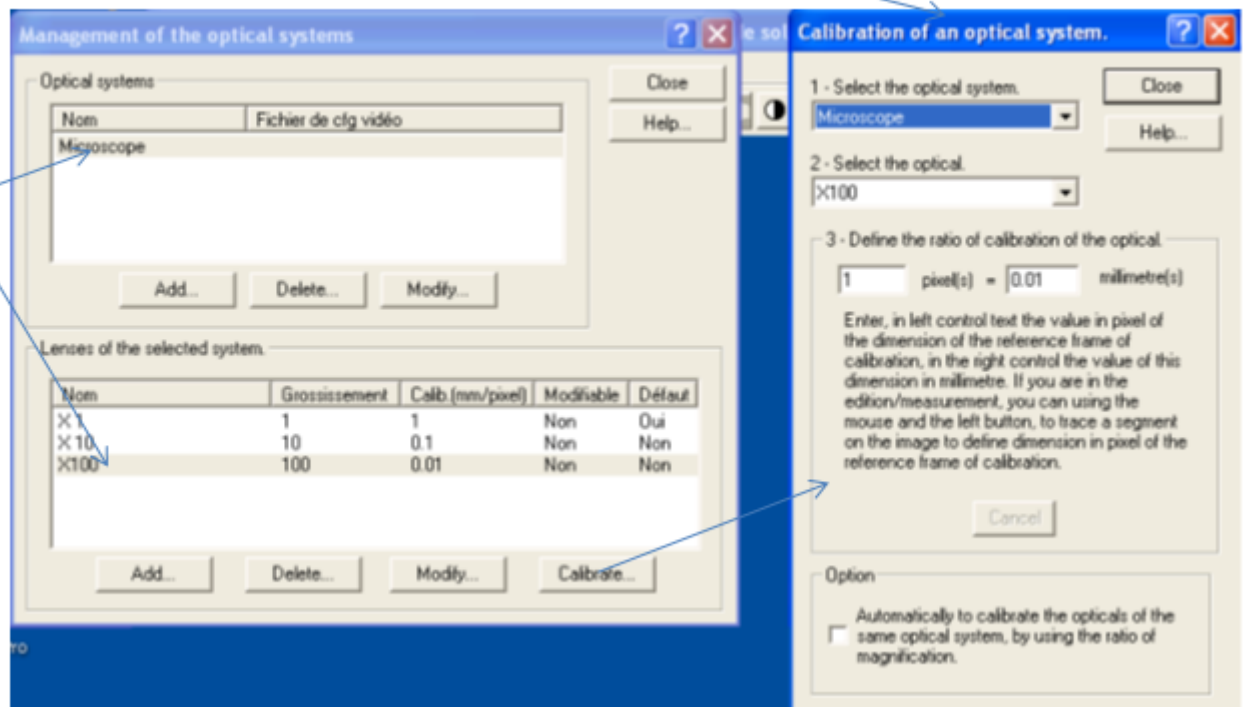 Management of the optical systems
Optical systems
Close
Nom Fichier de cfg vidéo
Help...
Microscope
Add... Delete... Modify...
Lenses of the selected system.
Nom Grossissement Calib.(mm/pixel) Modifiable Défaut
X 1 1 1 Non Oui
X 10 10 0.1 Non Non
X100 100 0.01 Non Non
Add... Delete... Modify... Calibrate...
Calibration of an optical system.
1 - Select the optical system.
Close
Microscope
Help...
2 - Select the optical.
X100
3 - Define the ratio of calibration of the optical.
1 pixel(s) = 0.01 millimetre(s)
Enter, in left control text the value in pixel of
the dimension of the reference frame of
calibration, in the right control the value of this
dimension in millimetre. If you are in the
edition/measurement, you can using the
mouse and the left button, to trace a segment
on the image to define dimension in pixel of the
reference frame of calibration.
Cancel
Option
Automatically to calibrate the opticals of the
same optical system, by using the ratio of
magnification.